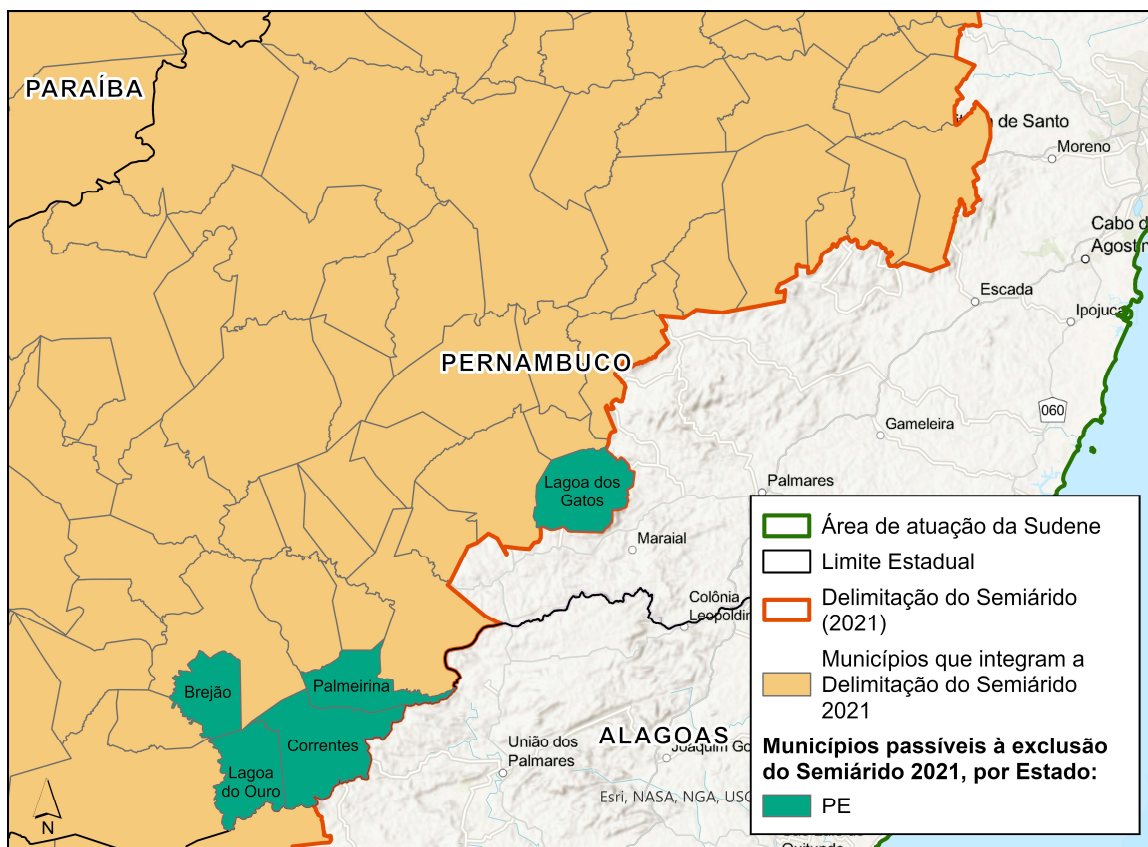 PARAÍBA
de Santo
Moreno
Cabo d
Agostin
Escada
Ipojuca
PERNAMBUCO
060
Gameleira
Lagoa dos
Gatos
Palmares
Maraial
Colônia
Leopoldin
Brejão
Palmeirina
Correntes
Lagoa
do Ouro
ALAGOAS
União dos
Palmares
Joaquim Go
Esri, NASA, NGA, USG
N
Área de atuação da Sudene
Limite Estadual
Delimitação do Semiárido
(2021)
Municípios que integram a
Delimitação do Semiárido
2021
Municípios passíveis à exclusão
do Semiárido 2021, por Estado:
PE